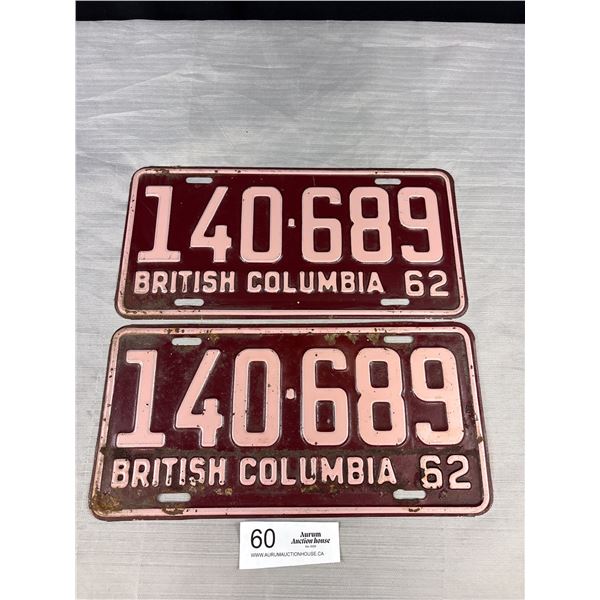 140·689
BRITISH COLUMBIA 62
140·689
BRITISH COLUMBIA 62
60 Aurum
Auction house
WWW.AURUMAUCTIONHOUSE.CA